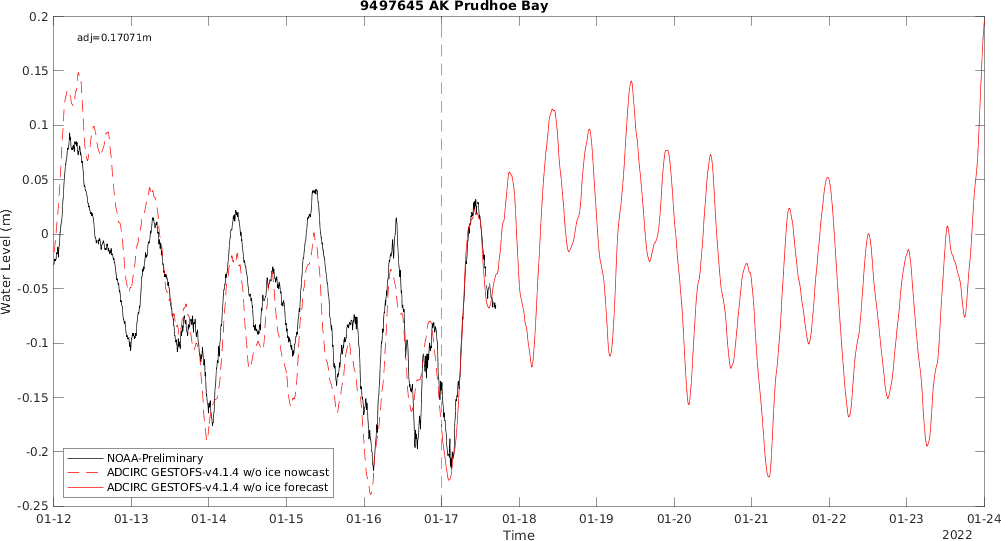 9497645 AK Prudhoe Bay
adj=0.17071m
Water Level (m)
0.2
0.15
0.1
0.05
0
-0.05
-0.1
-0.15
-0.2
-0.25
NOAA-Preliminary
ADCIRC GESTOFS-v4.1.4 w/o ice nowcast
ADCIRC GESTOFS-v4.1.4 w/o ice forecast
01-12 01-13 01-14 01-15 01-16 01-17 01-18 01-19 01-20 01-21 01-22 01-23 01-24
Time
2022